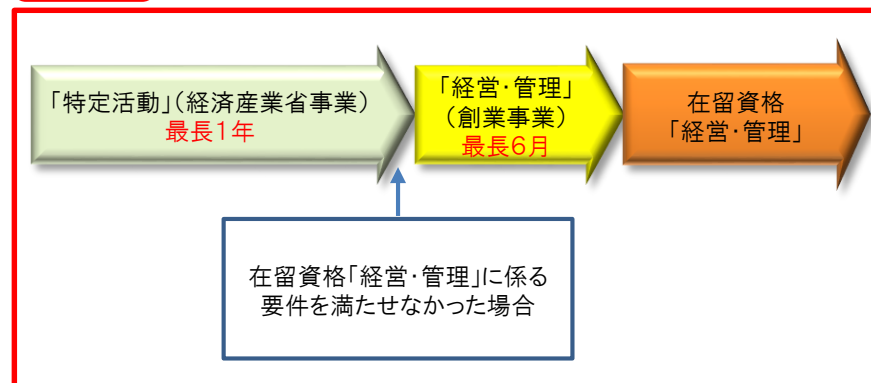 「特定活動」(経済産業省事業)
最長1年
「経営・管理」
(創業事業)
最長6月
在留資格
「経営・管理」
在留資格「経営・管理」に係る
要件を満たせなかった場合